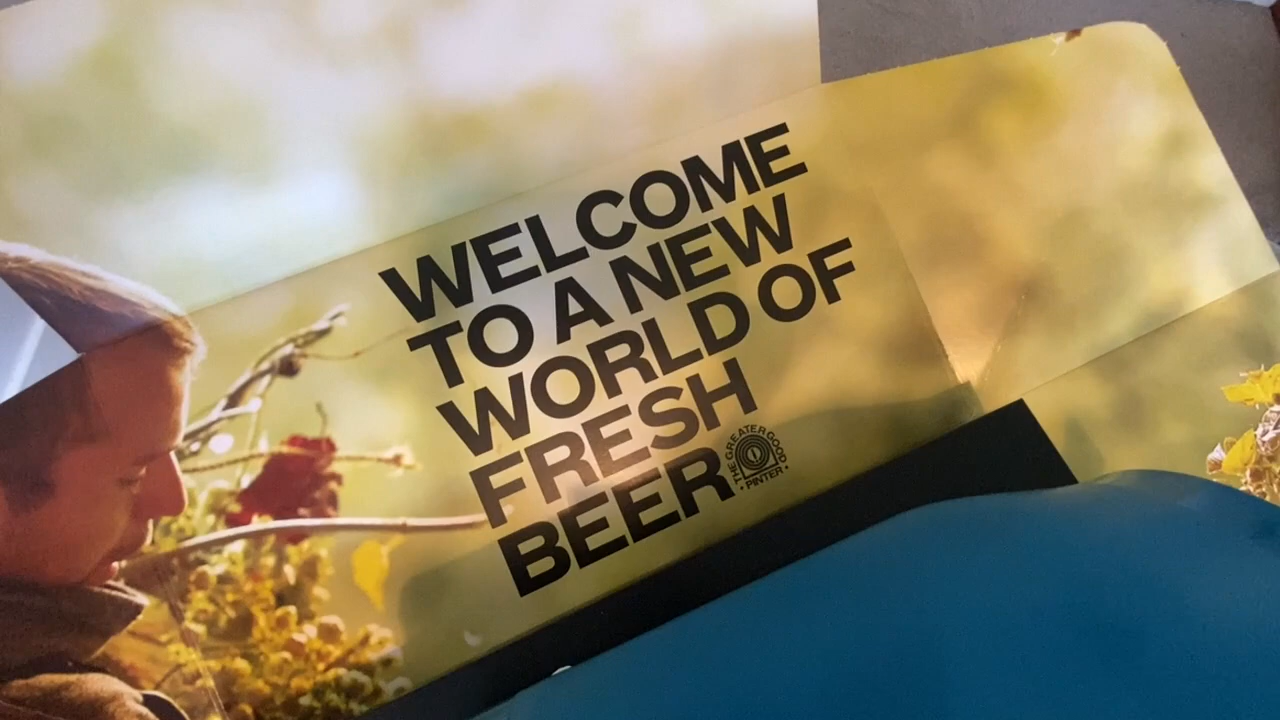 WELCOME
TO A NEW
WORLD OF
FRESH
BEER
THE GREATER GOOD
• PINTER •